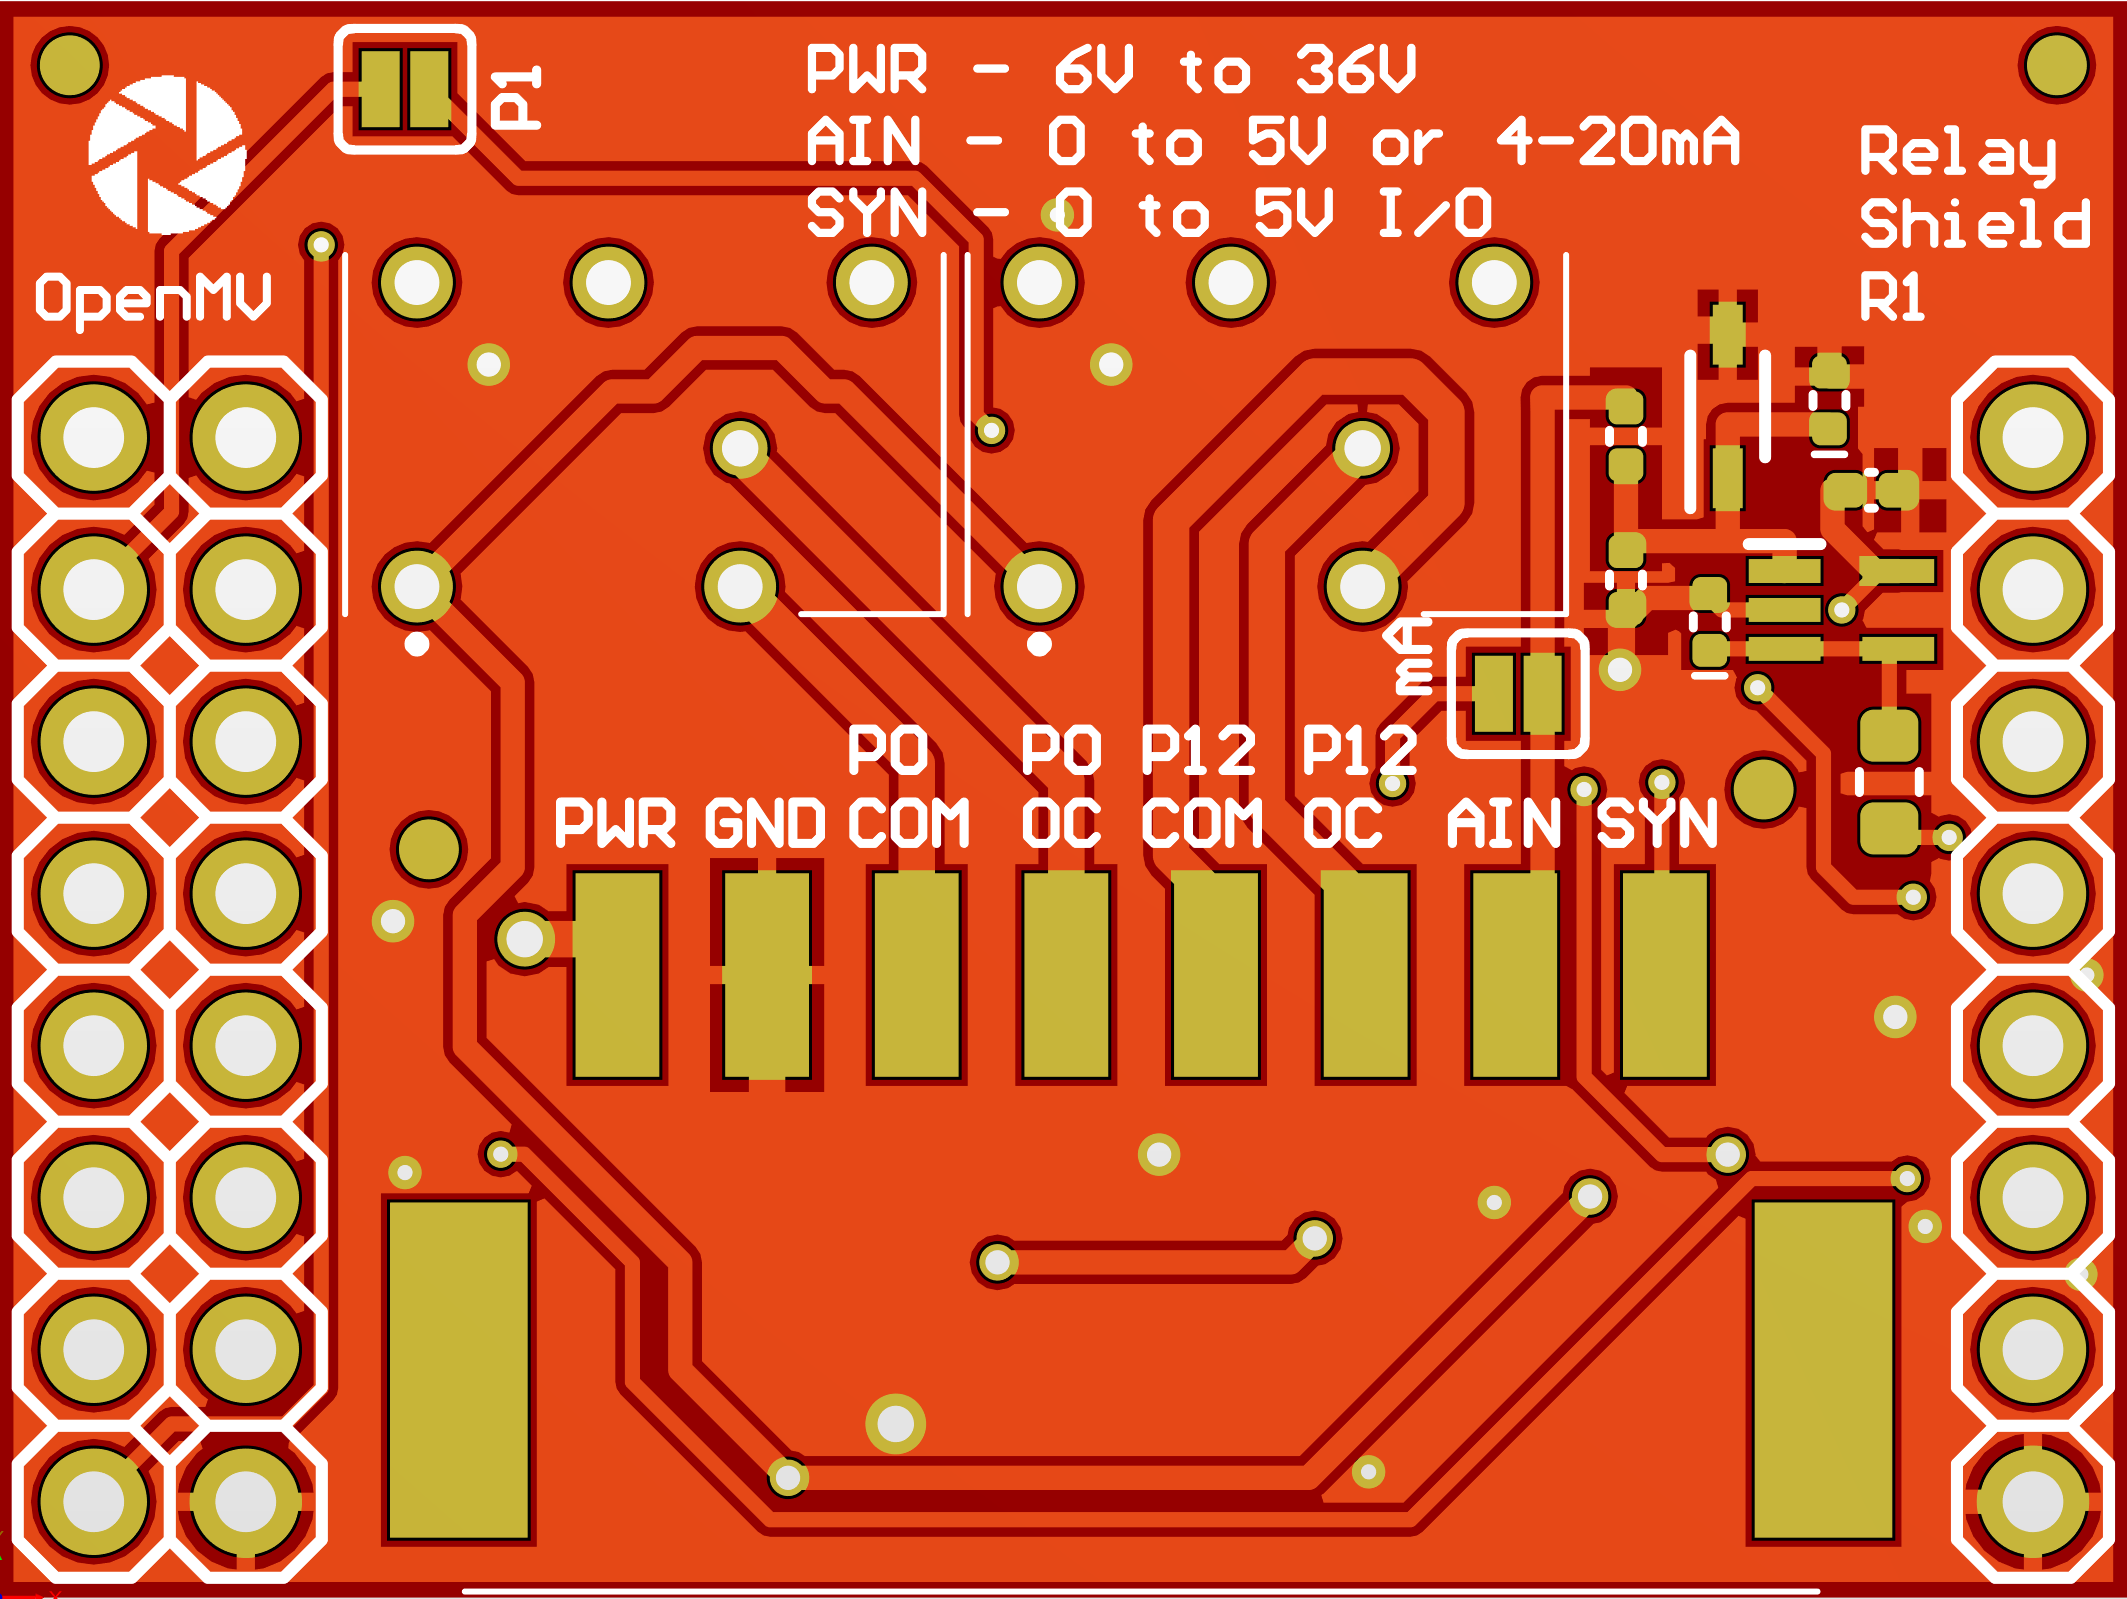 P1
PWR - 6V to 36V
AIN - 0 to 5V or 4-20mA
SYN - 0 to 5V I/O
Relay
Shield
R1
OpenMV
mA
P0 P0 P12 P12
PWR GND COM OC COM OC AIN SYN